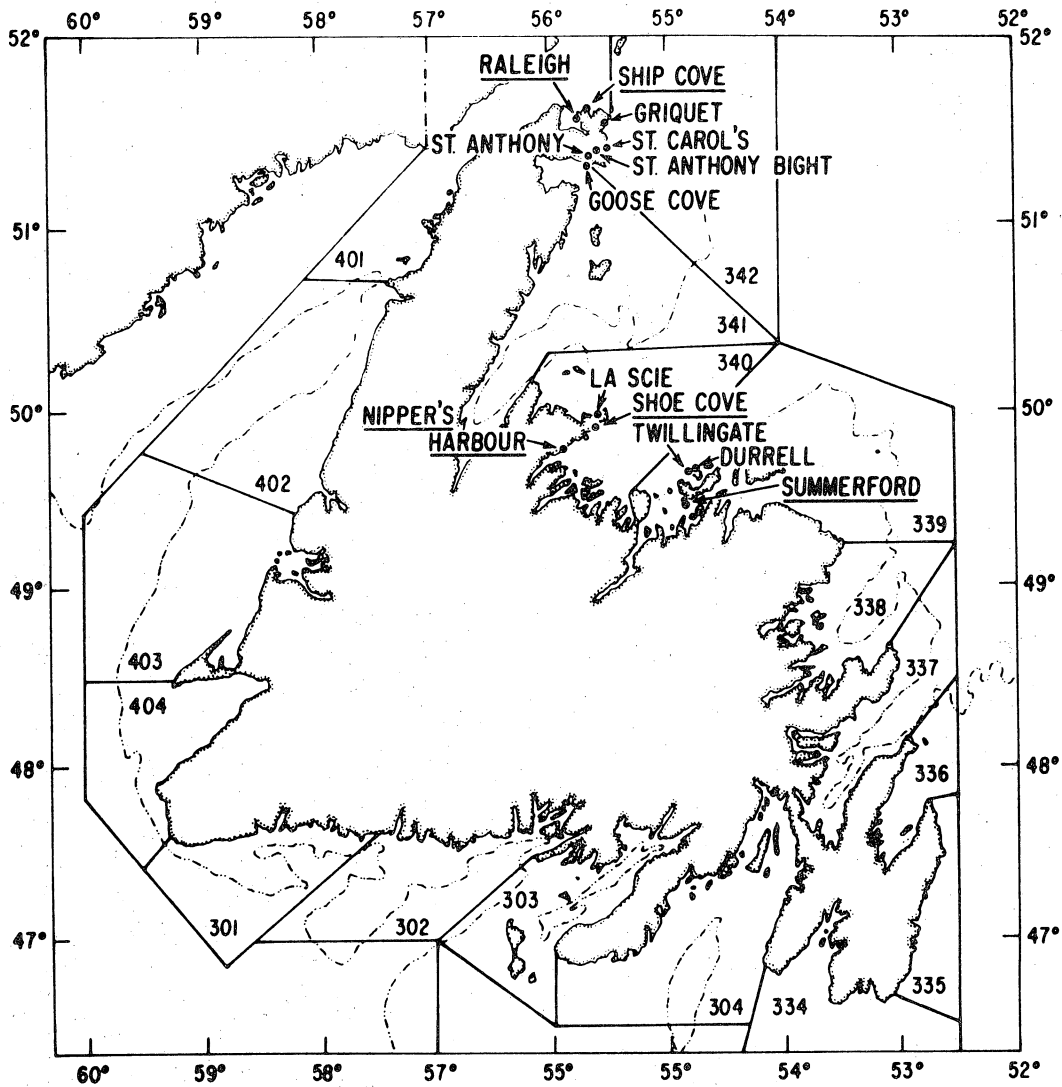 60° 59° 58° 57° 56° 55° 54° 53° 52°
52° 52°
RALEIGH
SHIP COVE
GRIQUET
ST. ANTHONY
ST. CAROL'S
ST. ANTHONY BIGHT
GOOSE COVE
51° 51°
401
342
341
340
LA SCIE
50° 50°
NIPPER'S
HARBOUR
SHOE COVE
TWILLINGATE
DURRELL
SUMMERFORD
402
339
49° 49°
338
403
337
404
48° 48°
336
303
301
302
47° 47°
335
304
334
60° 59° 58° 57° 56° 55° 54° 53° 52°